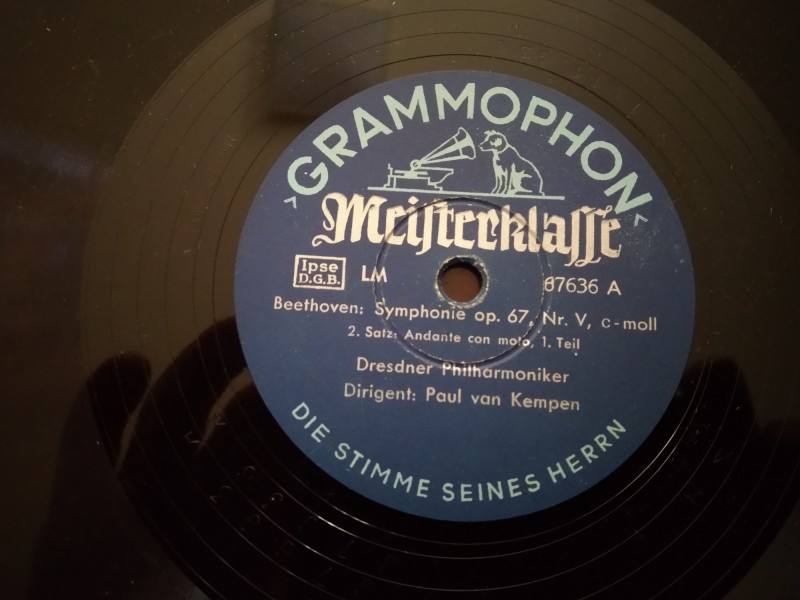 ›GRAMMOPHON‹
Meisterklasse
Ipse
D.G.B.
LM
67636 A
Beethoven: Symphonie op. 67, Nr. V, c-moll
2. Satz: Andante con moto, 1. Teil
Dresdner Philharmoniker
Dirigent: Paul van Kempen
DIE STIMME SEINES HERRN